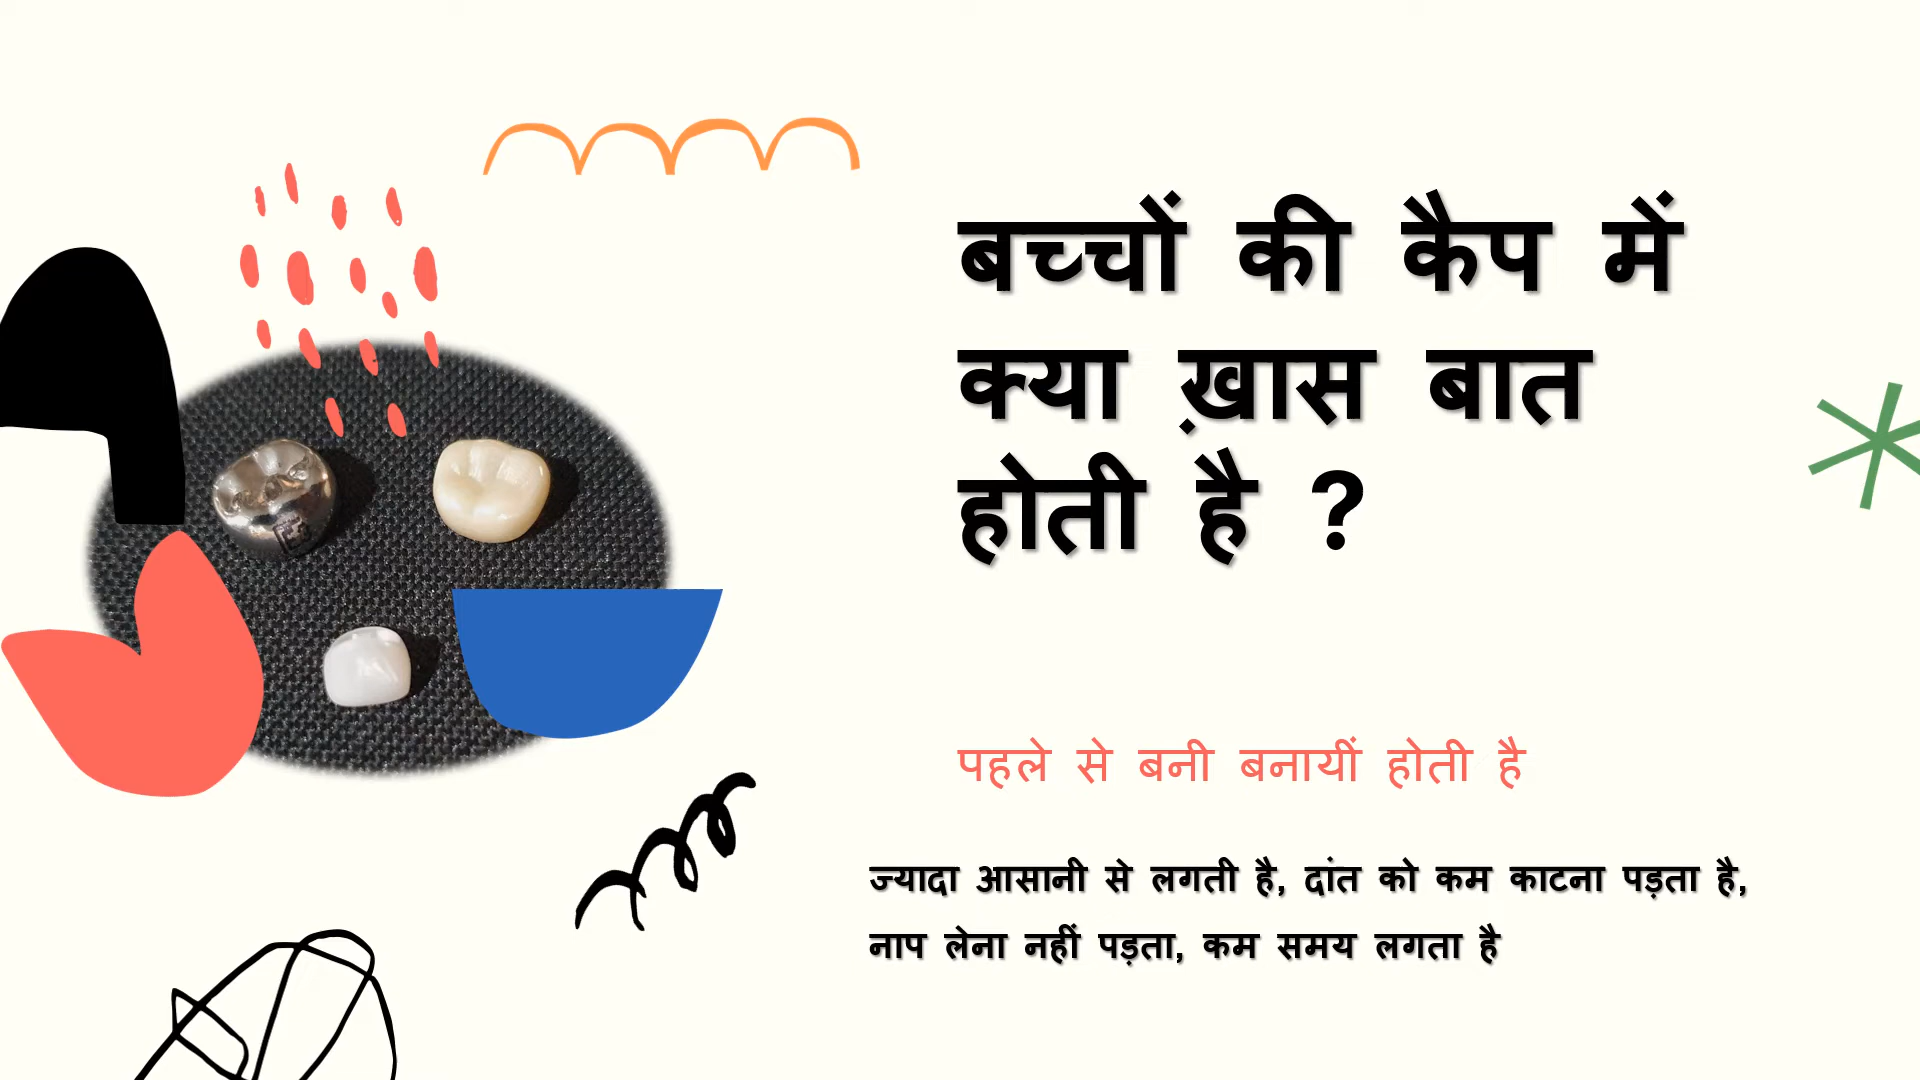 बच्चों की कैप में
क्या ख़ास बात
होती है ?
पहले से बनी बनायीं होती है
ज्यादा आसानी से लगती है, दांत को कम काटना पड़ता है,
नाप लेना नहीं पड़ता, कम समय लगता है